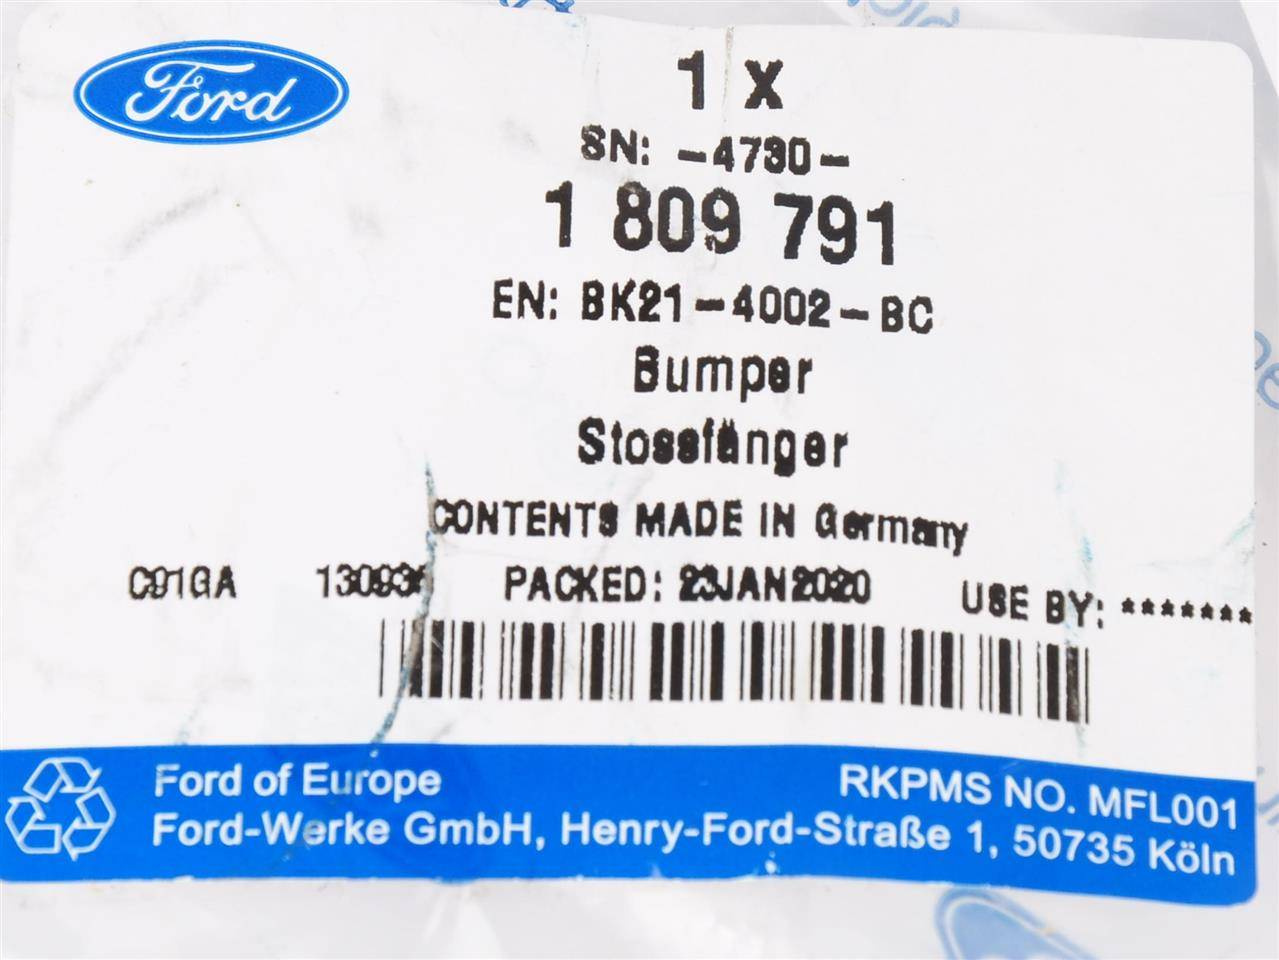 Ford
1 X
SN: -4730-
1 809 791
EN: BK21-4002-BC
Bumper
Stossfänger
CONTENTS MADE IN Germany
C91GA PACKED: 23JAN2020 USE BY: *******
Ford of Europe RKPMS NO. MFL001
Ford-Werke GmbH, Henry-Ford-Straße 1, 50735 Köln